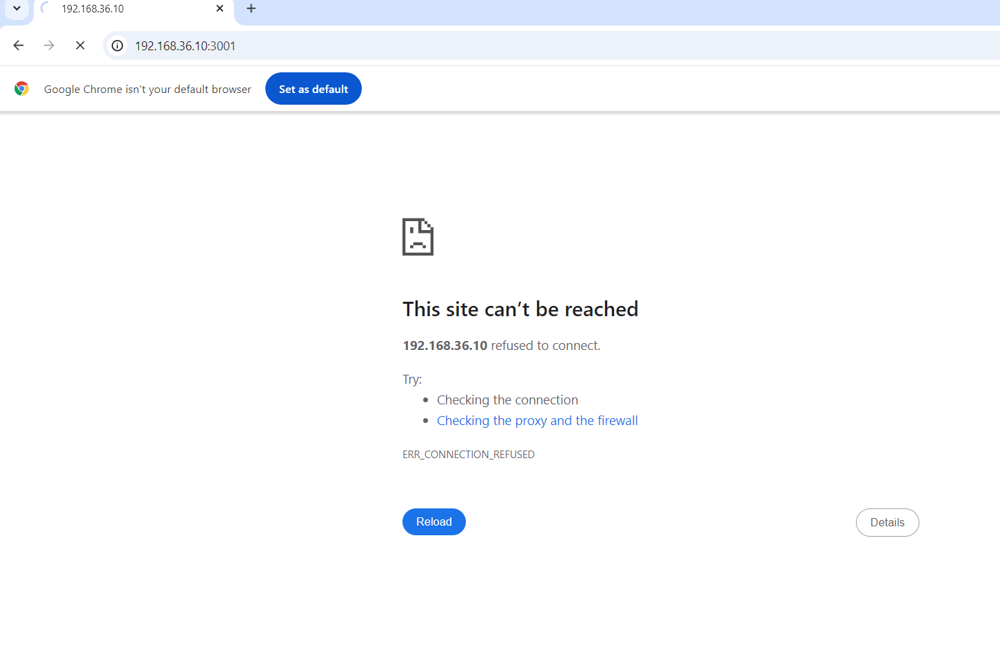 192.168.36.10
192.168.36.10:3001
Google Chrome isn't your default browser
Set as default
This site can’t be reached
192.168.36.10 refused to connect.
Try:
Checking the connection
Checking the proxy and the firewall
ERR_CONNECTION_REFUSED
Reload
Details